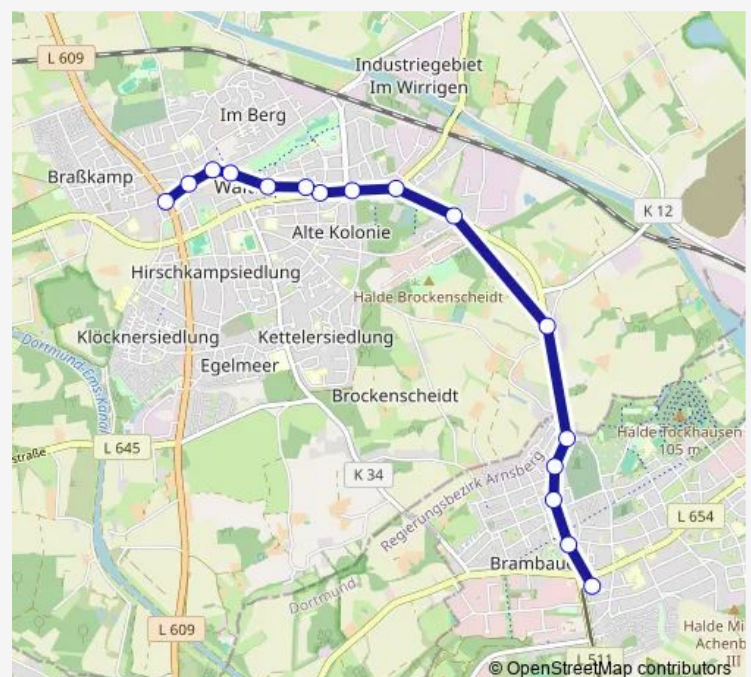 L 609
Industriegebiet
Im Wirrigen
Im Berg
Braßkamp
K 12
Alte Kolonie
Hirschkampsiedlung
Halde Brockenscheidt
Klöcknersiedlung
Kettelersiedlung
Egelmeer
Dortmund-Ems-Kanal
Brockenscheidt
Halde Tockhausen
105 m
L 645
straße
K 34
Regierungsbezirk Arnsberg
L 654
Brambaue
Dortmund
L 609
Halde Mi
Achenb
III
L 511
© OpenStreetMap contributors